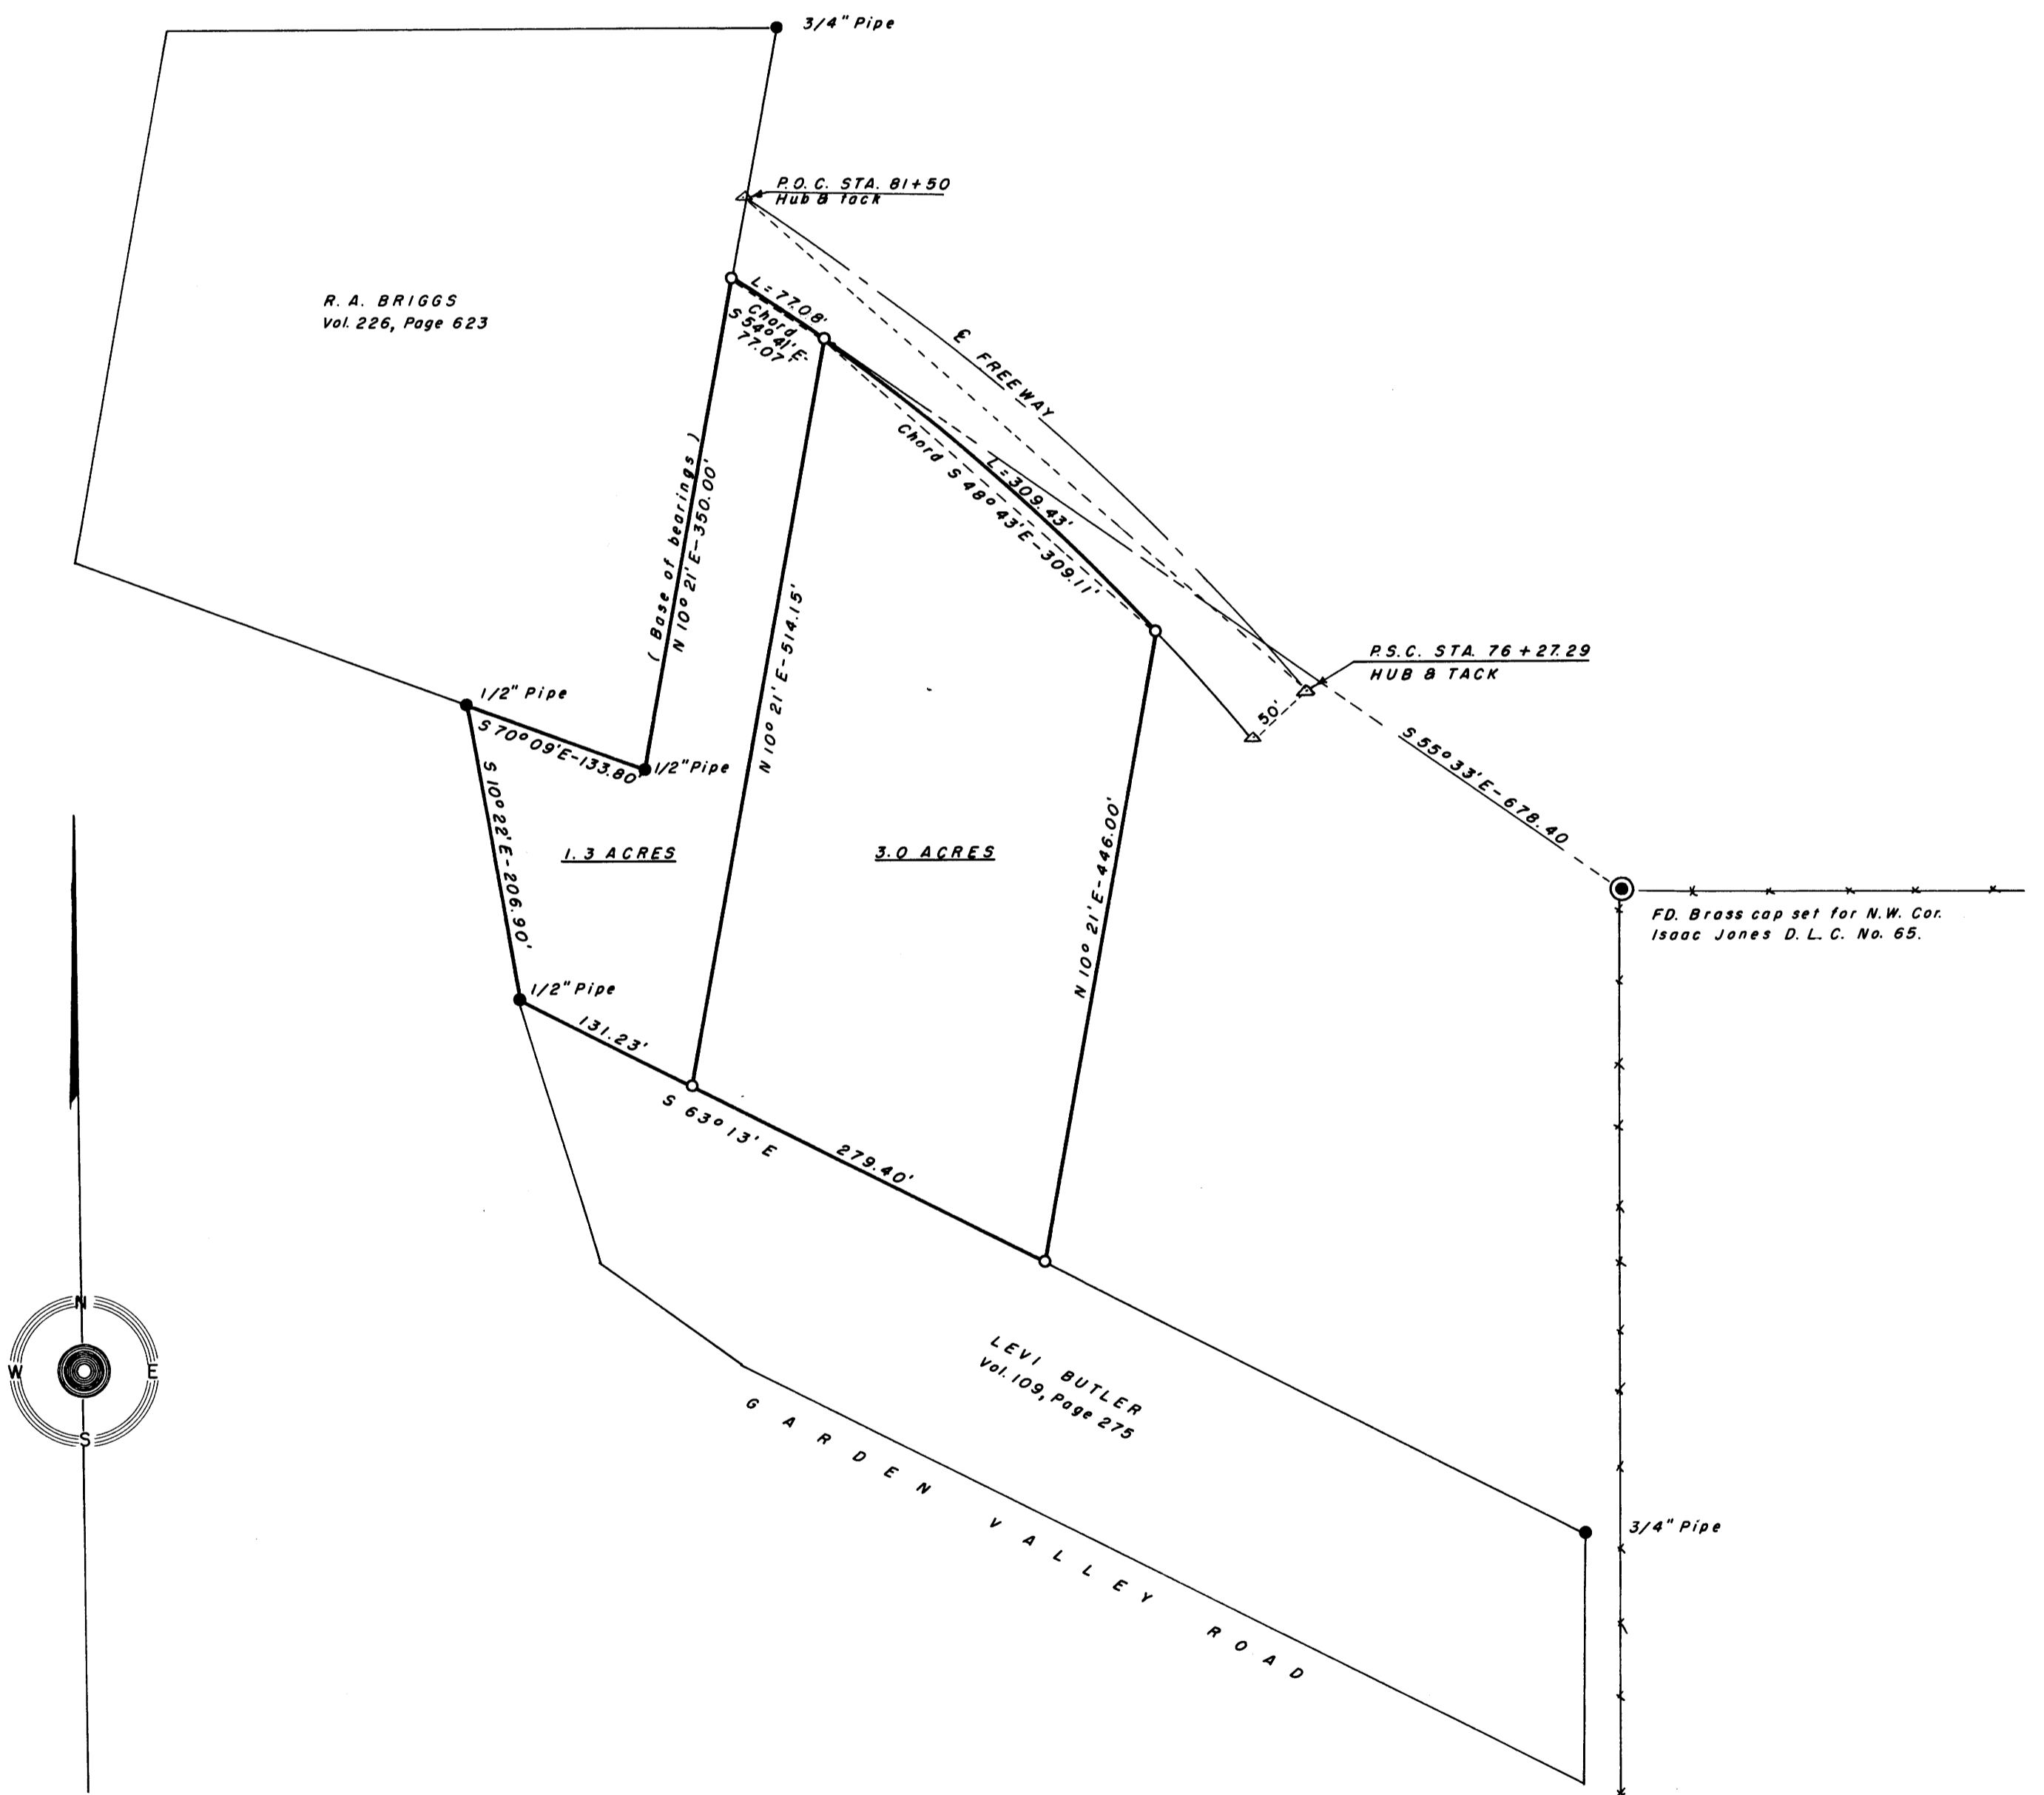 3/4" Pipe
P.O.C. STA. 81+50
Hub & tack
R. A. BRIGGS
Vol. 226, Page 623
L=77.08'
Chord
S 54° 41' E-
77.07'
℄ FREEWAY
L=309.43'
Chord S 48° 43' E-309.11'
( Base of bearings )
N 10° 21' E-350.00'
N 10° 21' E-514.15'
P.S.C. STA. 76+27.29
HUB & TACK
50'
S 55° 33' E-678.40
1/2" Pipe
S 70° 09' E-133.80'
1/2" Pipe
S 10° 22' E-206.90'
1.3 ACRES
3.0 ACRES
N 10° 21' E-446.00'
FD. Brass cap set for N.W. Cor.
Isaac Jones D.L.C. No. 65.
1/2" Pipe
131.23'
S 63° 13' E
279.40'
N
W
E
S
LEVI BUTLER
Vol. 109, Page 275
GARDEN VALLEY ROAD
3/4" Pipe